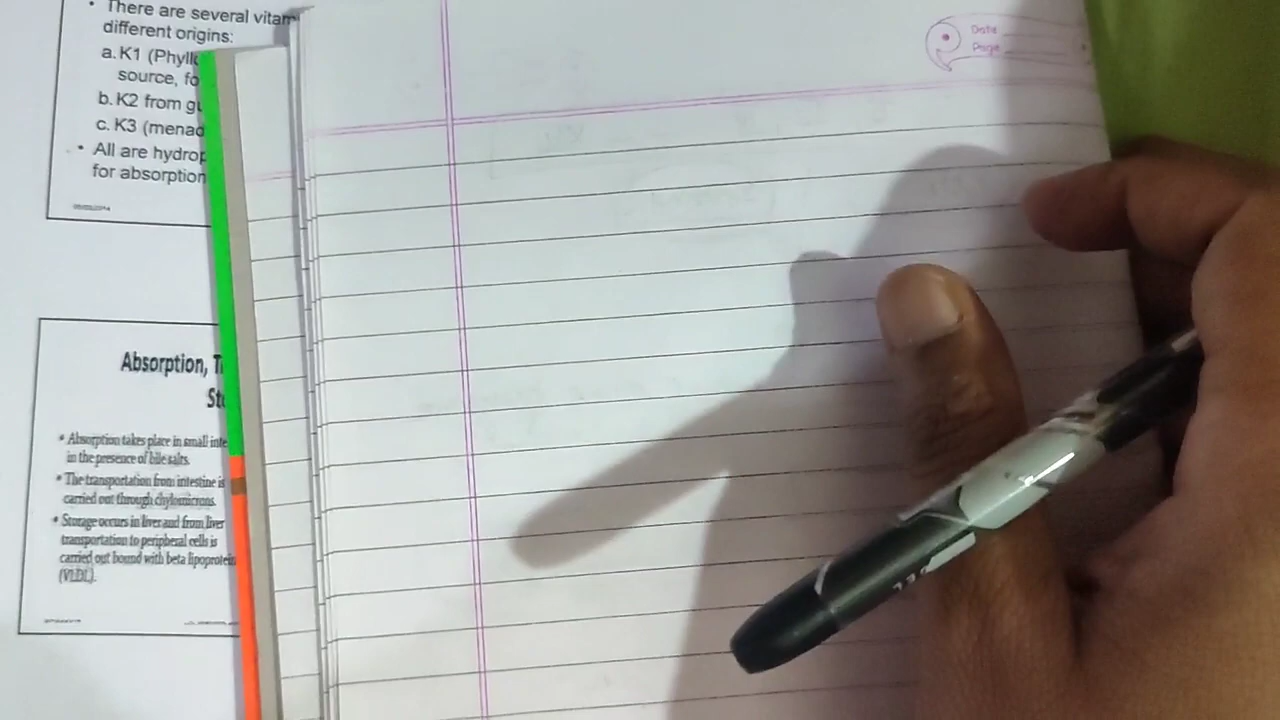 • There are several vitam
different origins:
a. K1 (Phyll
source, fo
b. K2 from gu
c. K3 (menad
• All are hydrop
for absorption
Absorption, T
Sto
• Absorption takes place in small inte
in the presence of bile salts.
• The transportation from intestine is
carried out through chylomicrons.
• Storage occurs in liver and from liver
transportation to peripheral cells is
carried out bound with beta lipoprotein
(VLDL).
Date
Page